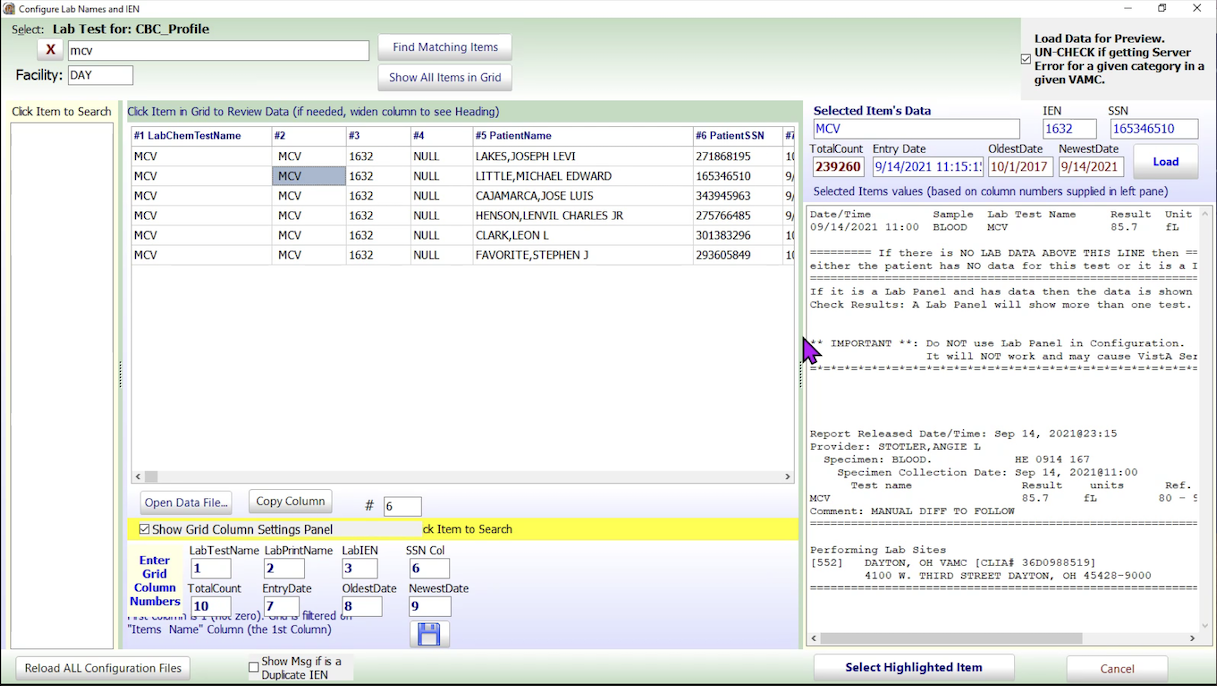 Configure Lab Names and IEN
Select: Lab Test for: CBC_Profile
X mcv Find Matching Items
Facility: DAY Show All Items in Grid
Load Data for Preview.
UN-CHECK if getting Server
Error for a given category in a
given VAMC.
Click Item to Search
Click Item in Grid to Review Data (if needed, widen column to see Heading)
#1 LabChemTestName #2 #3 #4 #5 PatientName #6 PatientSSN #7
MCV MCV 1632 NULL LAKES,JOSEPH LEVI 271868195 10
MCV MCV 1632 NULL LITTLE,MICHAEL EDWARD 165346510 9/
MCV MCV 1632 NULL CAJAMARCA,JOSE LUIS 343945963 9/
MCV MCV 1632 NULL HENSON,LENVIL CHARLES JR 275766485 9/
MCV MCV 1632 NULL CLARK,LEON L 301383296 10
MCV MCV 1632 NULL FAVORITE,STEPHEN J 293605849 10
Open Data File... Copy Column # 6
Show Grid Column Settings Panel ck Item to Search
Enter
Grid
Column
Numbers
LabTestName LabPrintName LabIEN SSN Col
1 2 3 6
TotalCount EntryDate OldestDate NewestDate
10 7 8 9
First column is 1 (not zero). Grid is filtered on
"Items Name" Column (the 1st Column)
Selected Item's Data IEN SSN
MCV 1632 165346510
TotalCount Entry Date OldestDate NewestDate
239260 9/14/2021 11:15:1 10/1/2017 9/14/2021 Load
Selected Items values (based on column numbers supplied in left pane)
Date/Time Sample Lab Test Name Result Unit
09/14/2021 11:00 BLOOD MCV 85.7 fL
========= If there is NO LAB DATA ABOVE THIS LINE then ==
either the patient has NO data for this test or it is a
If it is a Lab Panel and has data then the data is shown
Check Results: A Lab Panel will show more than one test.
** IMPORTANT **: Do NOT use Lab Panel in Configuration.
It will NOT work and may cause VistA Ser
Report Released Date/Time: Sep 14, 2021@23:15
Provider: STOTLER,ANGIE L
Specimen: BLOOD. HE 0914 167
Specimen Collection Date: Sep 14, 2021@11:00
Test name Result units Ref.
MCV 85.7 fL 80 - 9
Comment: MANUAL DIFF TO FOLLOW
Performing Lab Sites
[552] DAYTON, OH VAMC [CLIA# 36D0988519]
4100 W. THIRD STREET DAYTON, OH 45428-9000
Reload ALL Configuration Files
Show Msg if is a
Duplicate IEN
Select Highlighted Item Cancel